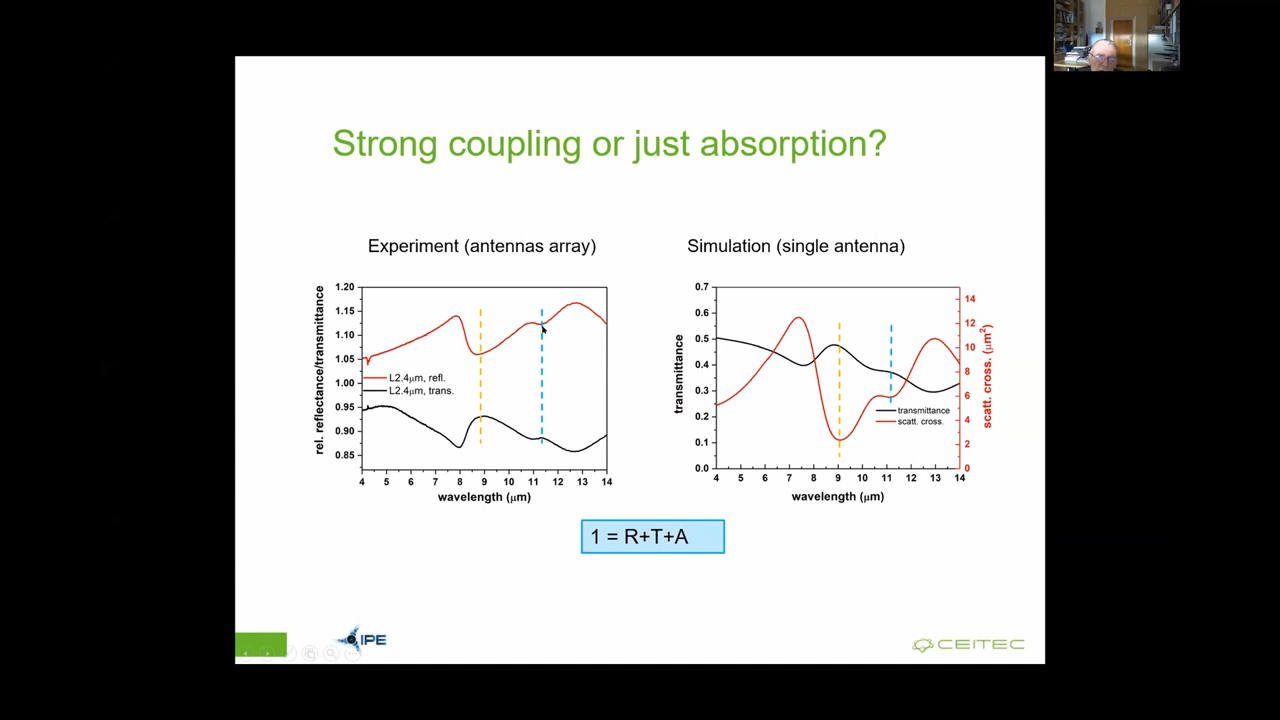 Strong coupling or just absorption?
Experiment (antennas array)
Simulation (single antenna)
rel. reflectance/transmittance
1.20
1.15
1.10
1.05
1.00
0.95
0.90
0.85
L2.4μm, refl.
L2.4μm, trans.
4 5 6 7 8 9 10 11 12 13 14
wavelength (μm)
transmittance
0.7
0.6
0.5
0.4
0.3
0.2
0.1
0.0
transmittance
scatt. cross.
4 5 6 7 8 9 10 11 12 13 14
wavelength (μm)
14
12
10
8
6
4
2
0
scatt. cross. (μm²)
1 = R+T+A
IPE
CEITEC